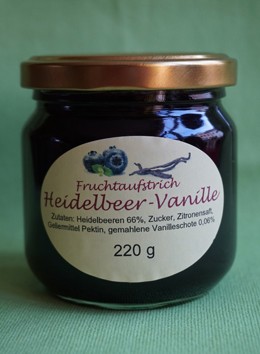 Fruchtaufstrich
Heidelbeer-Vanille
Zutaten: Heidelbeeren 66%, Zucker, Zitronensaft,
Geliermittel Pektin, gemahlene Vanilleschote 0,06%
220 g